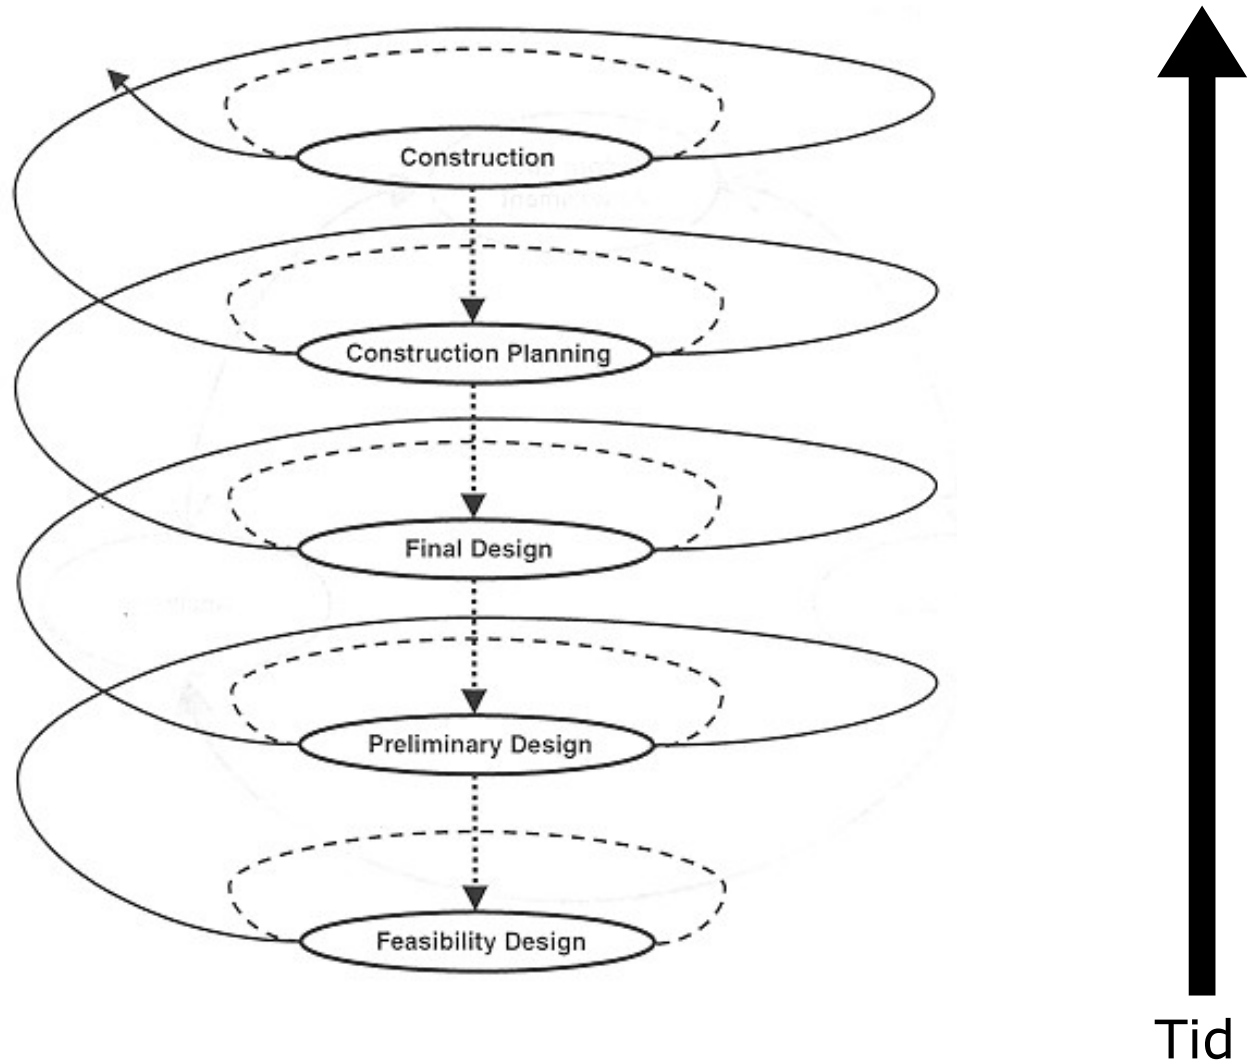 Construction
Construction Planning
Final Design
Preliminary Design
Feasibility Design
Tid